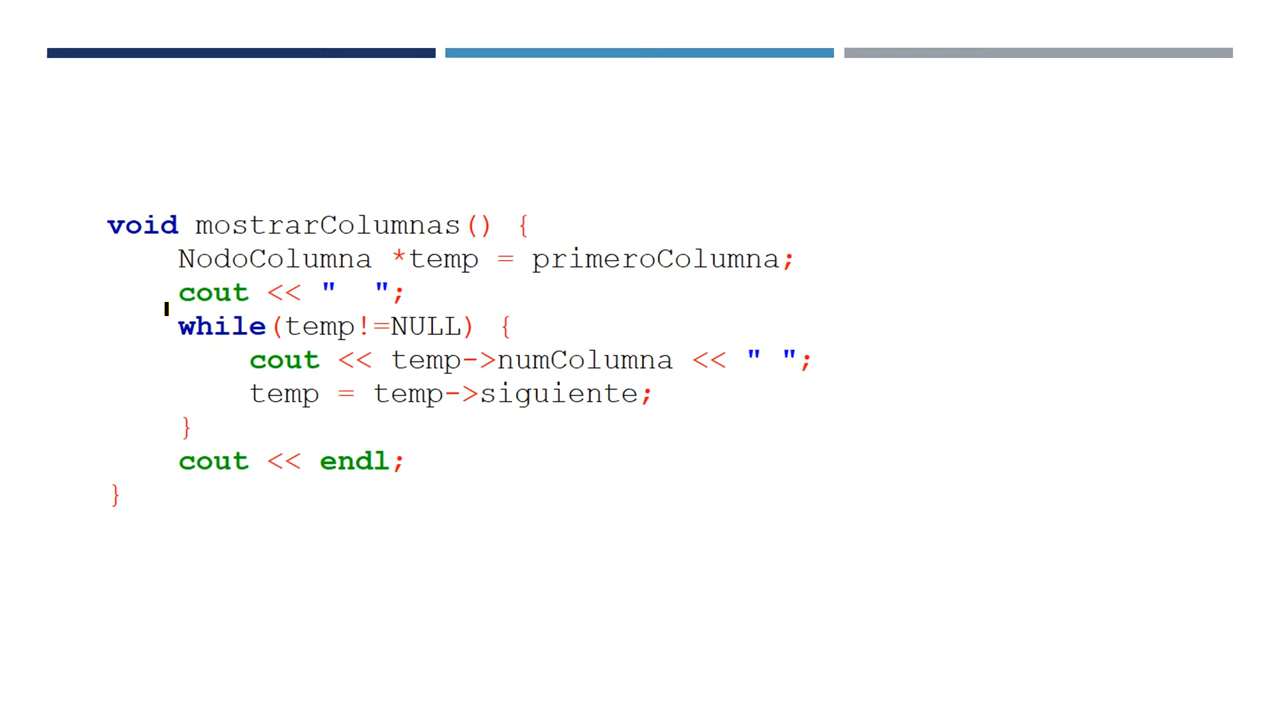 void mostrarColumnas() {
NodoColumna *temp = primeroColumna;
cout << "  ";
while(temp!=NULL) {
cout << temp->numColumna << " ";
temp = temp->siguiente;
}
cout << endl;
}